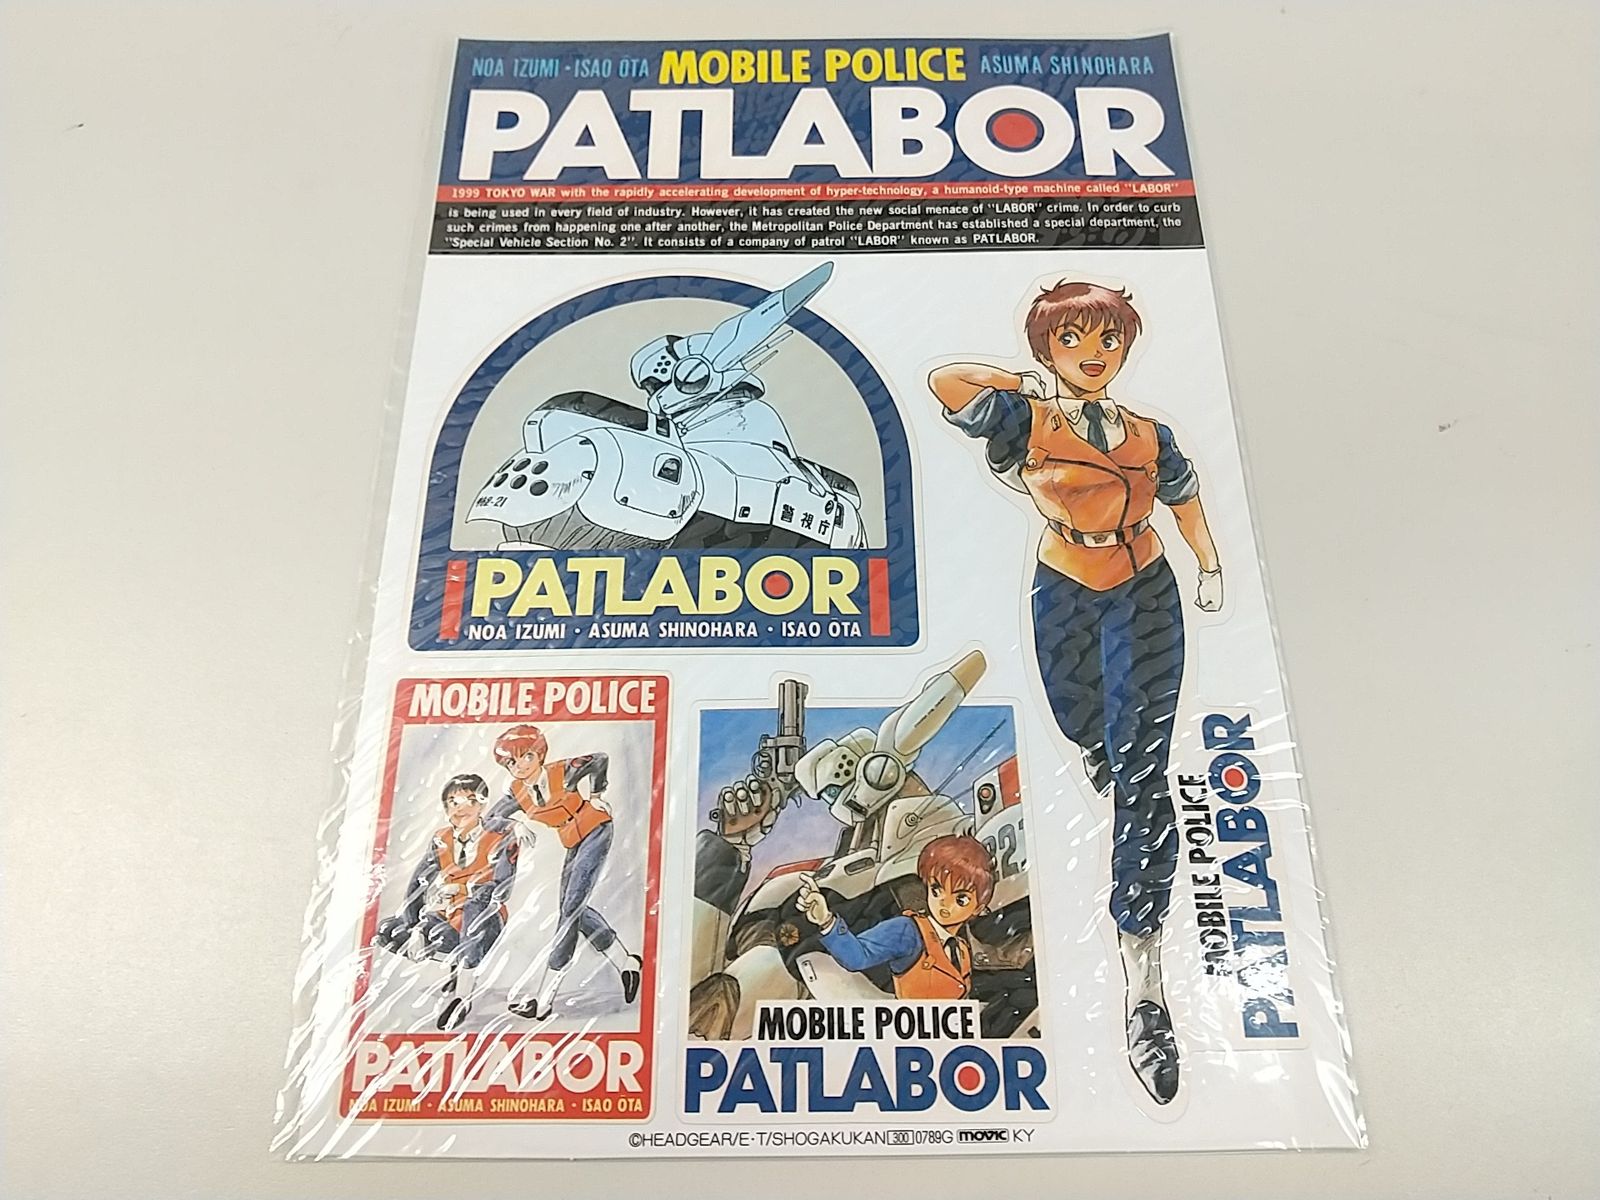 NOA IZUMI・ISAO ŌTA MOBILE POLICE ASUMA SHINOHARA
PATLABOR
1999 TOKYO WAR with the rapidly accelerating development of hyper-technology, a humanoid-type machine called "LABOR"
is being used in every field of industry. However, it has created the new social menace of "LABOR" crime. In order to curb
such crimes from happening one after another, the Metropolitan Police Department has established a special department, the
"Special Vehicle Section No. 2". It consists of a company of patrol "LABOR" known as PATLABOR.
警視庁
PATLABOR
NOA IZUMI・ASUMA SHINOHARA・ISAO ŌTA
MOBILE POLICE
PATLABOR
NOA IZUMI・ASUMA SHINOHARA・ISAO ŌTA
MOBILE POLICE
PATLABOR
MOBILE POLICE
PATLABOR
©HEADGEAR/E・T/SHOGAKUKAN 300 0789G movic KY